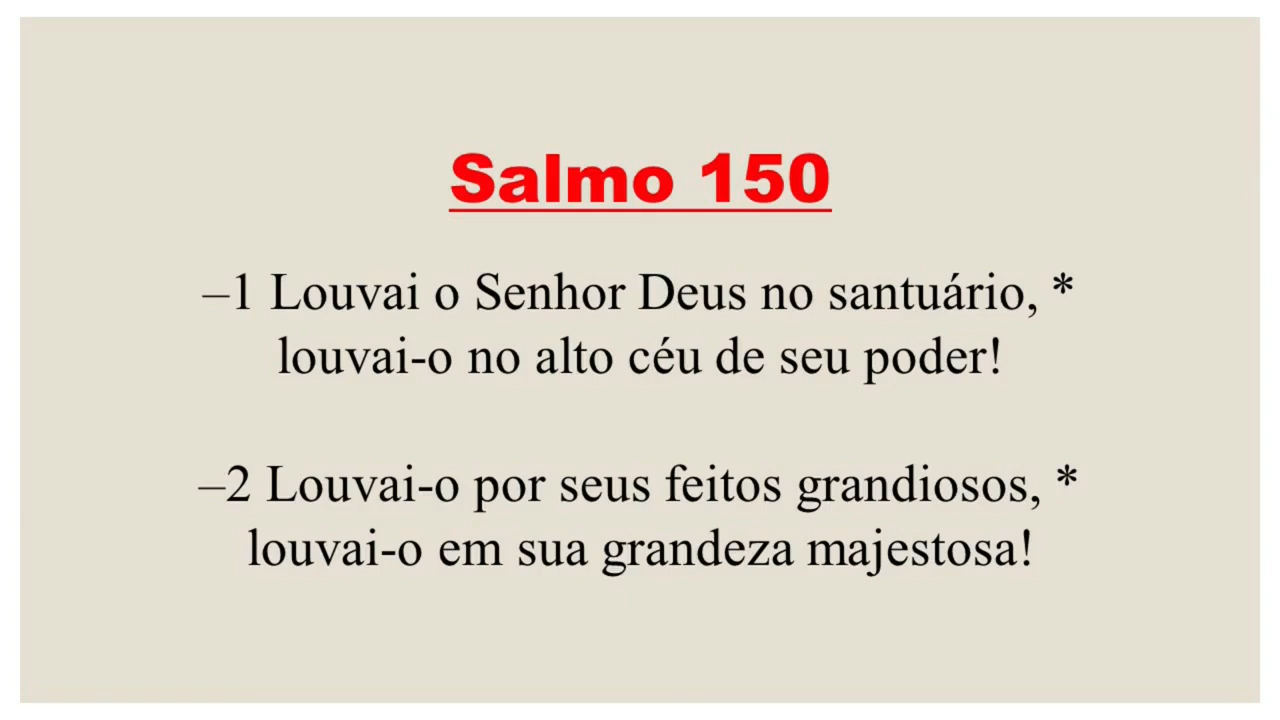 Salmo 150
–1 Louvai o Senhor Deus no santuário, *
louvai-o no alto céu de seu poder!
–2 Louvai-o por seus feitos grandiosos, *
louvai-o em sua grandeza majestosa!